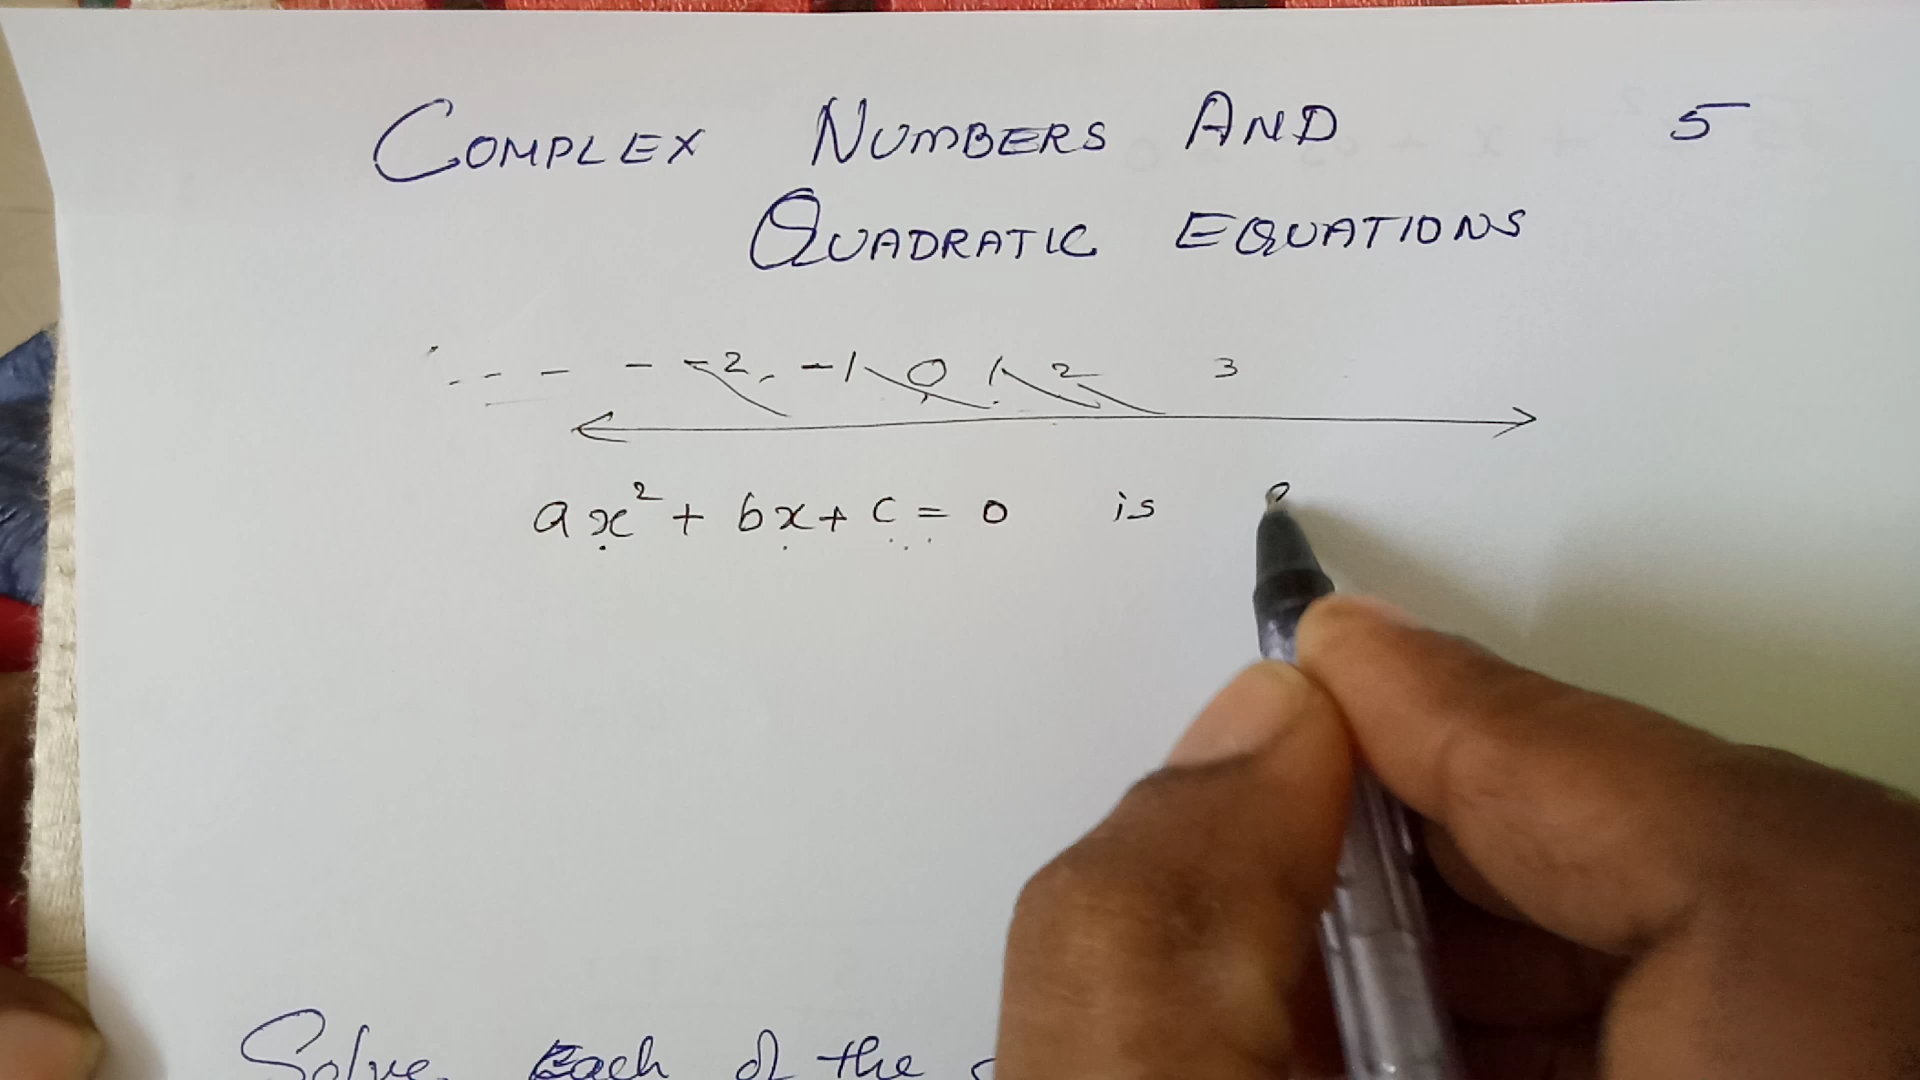 COMPLEX NUMBERS AND 5
QUADRATIC EQUATIONS
- - - - -2, -1 0 1 2 3
ax² + bx + c = 0 is
Solve Each of the